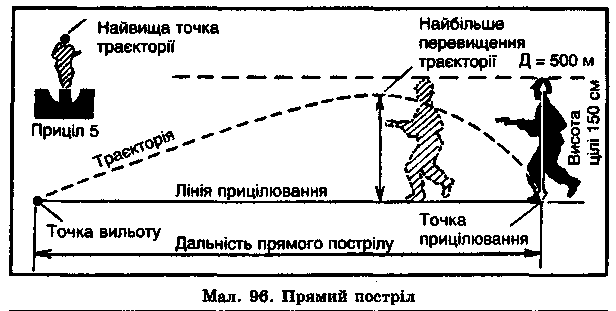 Найвища точка
траєкторії
Приціл 5
Найбільше
перевищення
траєкторії
Д = 500 м
Висота
цілі 150 см
Траєкторія
Лінія прицілювання
Точка вильоту
Точка
прицілювання
Дальність прямого пострілу
Мал. 96. Прямий постріл